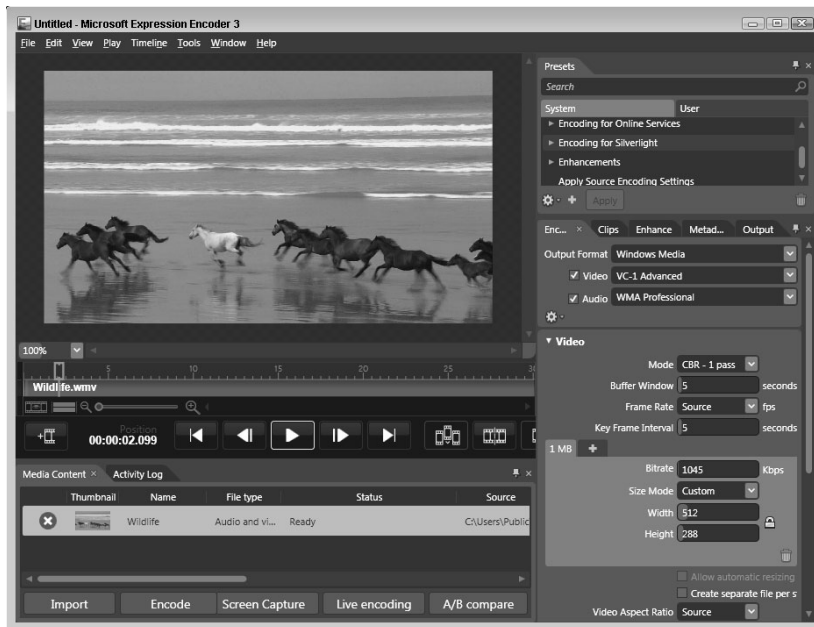 Untitled - Microsoft Expression Encoder 3
File Edit View Play Timeline Tools Window Help
Presets
Search
System User
Encoding for Online Services
Encoding for Silverlight
Enhancements
Apply Source Encoding Settings
Apply
Enc... Clips Enhance Metad... Output
Output Format Windows Media
Video VC-1 Advanced
Audio WMA Professional
Video
Mode CBR - 1 pass
Buffer Window 5 seconds
Frame Rate Source fps
Key Frame Interval 5 seconds
1 MB
Bitrate 1045 Kbps
Size Mode Custom
Width 512
Height 288
Allow automatic resizing
Create separate file per s
Video Aspect Ratio Source
100%
5 10 15 20 25 30
Wildlife.wmv
Position
00:00:02.099
Media Content Activity Log
Thumbnail Name File type Status Source
Wildlife Audio and vi... Ready C:\Users\Public
Import Encode Screen Capture Live encoding A/B compare